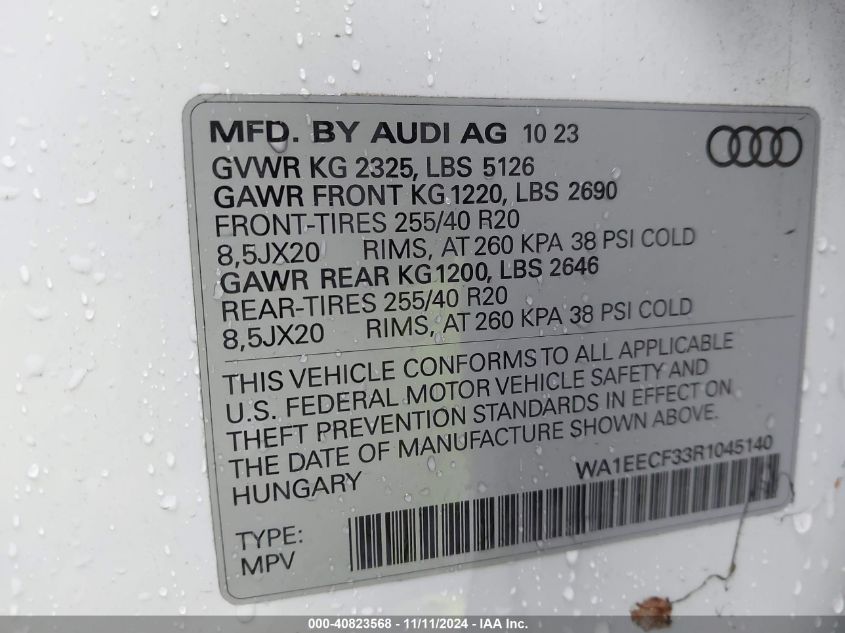 MFD. BY AUDI AG 10 23
GVWR KG 2325, LBS 5126
GAWR FRONT KG 1220, LBS 2690
FRONT-TIRES 255/40 R20
8,5JX20 RIMS, AT 260 KPA 38 PSI COLD
GAWR REAR KG 1200, LBS 2646
REAR-TIRES 255/40 R20
8,5JX20 RIMS, AT 260 KPA 38 PSI COLD
THIS VEHICLE CONFORMS TO ALL APPLICABLE
U.S. FEDERAL MOTOR VEHICLE SAFETY AND
THEFT PREVENTION STANDARDS IN EFFECT ON
THE DATE OF MANUFACTURE SHOWN ABOVE.
HUNGARY
WA1EECF33R1045140
TYPE:
MPV
000-40823568 - 11/11/2024 - IAA Inc.